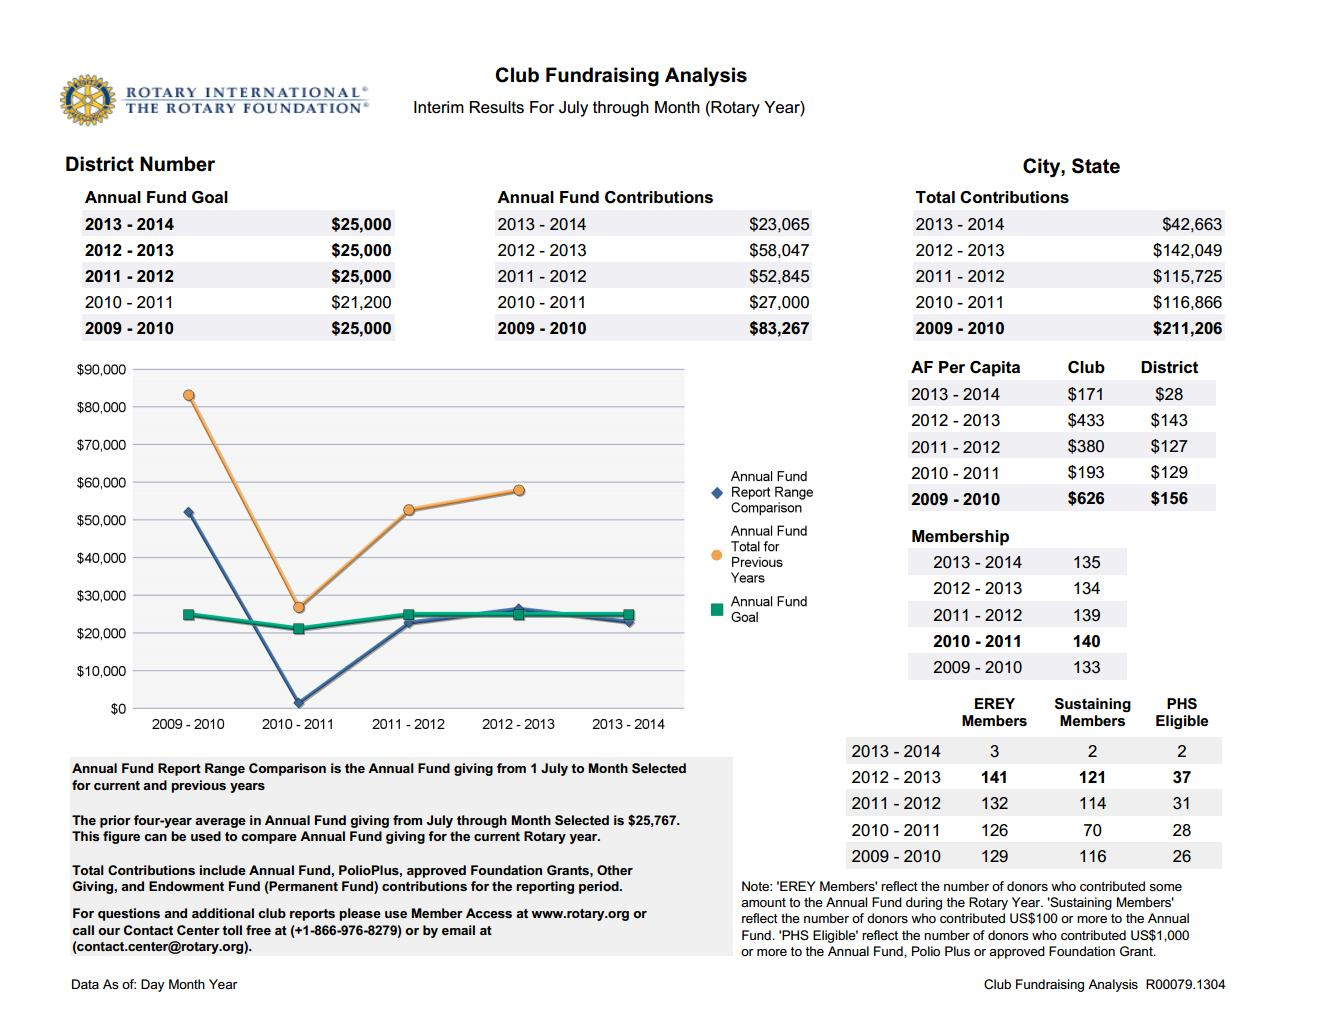 Club Fundraising Analysis
ROTARY INTERNATIONAL®
THE ROTARY FOUNDATION®
Interim Results For July through Month (Rotary Year)
District Number
City, State
Annual Fund Goal
2013 - 2014 $25,000
2012 - 2013 $25,000
2011 - 2012 $25,000
2010 - 2011 $21,200
2009 - 2010 $25,000
Annual Fund Contributions
2013 - 2014 $23,065
2012 - 2013 $58,047
2011 - 2012 $52,845
2010 - 2011 $27,000
2009 - 2010 $83,267
Total Contributions
2013 - 2014 $42,663
2012 - 2013 $142,049
2011 - 2012 $115,725
2010 - 2011 $116,866
2009 - 2010 $211,206
$90,000
$80,000
$70,000
$60,000
$50,000
$40,000
$30,000
$20,000
$10,000
$0
2009 - 2010 2010 - 2011 2011 - 2012 2012 - 2013 2013 - 2014
Annual Fund
Report Range
Comparison
Annual Fund
Total for
Previous
Years
Annual Fund
Goal
AF Per Capita Club District
2013 - 2014 $171 $28
2012 - 2013 $433 $143
2011 - 2012 $380 $127
2010 - 2011 $193 $129
2009 - 2010 $626 $156
Membership
2013 - 2014 135
2012 - 2013 134
2011 - 2012 139
2010 - 2011 140
2009 - 2010 133
EREY Sustaining PHS
Members Members Eligible
2013 - 2014 3 2 2
2012 - 2013 141 121 37
2011 - 2012 132 114 31
2010 - 2011 126 70 28
2009 - 2010 129 116 26
Annual Fund Report Range Comparison is the Annual Fund giving from 1 July to Month Selected
for current and previous years
The prior four-year average in Annual Fund giving from July through Month Selected is $25,767.
This figure can be used to compare Annual Fund giving for the current Rotary year.
Total Contributions include Annual Fund, PolioPlus, approved Foundation Grants, Other
Giving, and Endowment Fund (Permanent Fund) contributions for the reporting period.
For questions and additional club reports please use Member Access at www.rotary.org or
call our Contact Center toll free at (+1-866-976-8279) or by email at
(contact.center@rotary.org).
Note: 'EREY Members' reflect the number of donors who contributed some
amount to the Annual Fund during the Rotary Year. 'Sustaining Members'
reflect the number of donors who contributed US$100 or more to the Annual
Fund. 'PHS Eligible' reflect the number of donors who contributed US$1,000
or more to the Annual Fund, Polio Plus or approved Foundation Grant.
Data As of: Day Month Year
Club Fundraising Analysis R00079.1304